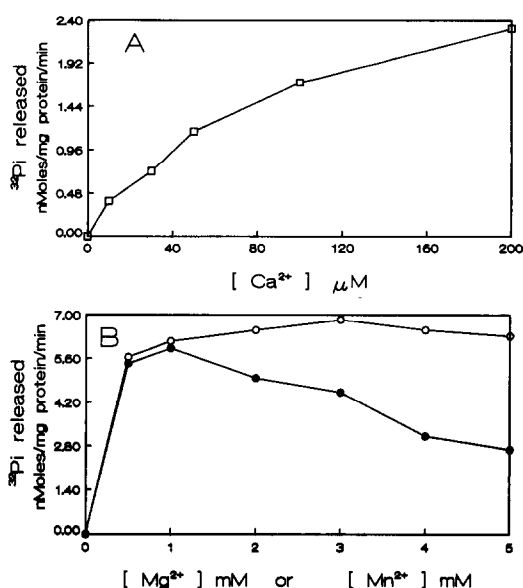 A
2.40
1.92
1.44
0.96
0.48
0.00
³²Pi released
nMoles/mg protein/min
0 40 80 120 160 200
[ Ca²⁺ ] μM
B
7.00
5.60
4.20
2.80
1.40
0.00
³²Pi released
nMoles/mg protein/min
0 1 2 3 4 5
[ Mg²⁺ ] mM or [ Mn²⁺ ] mM